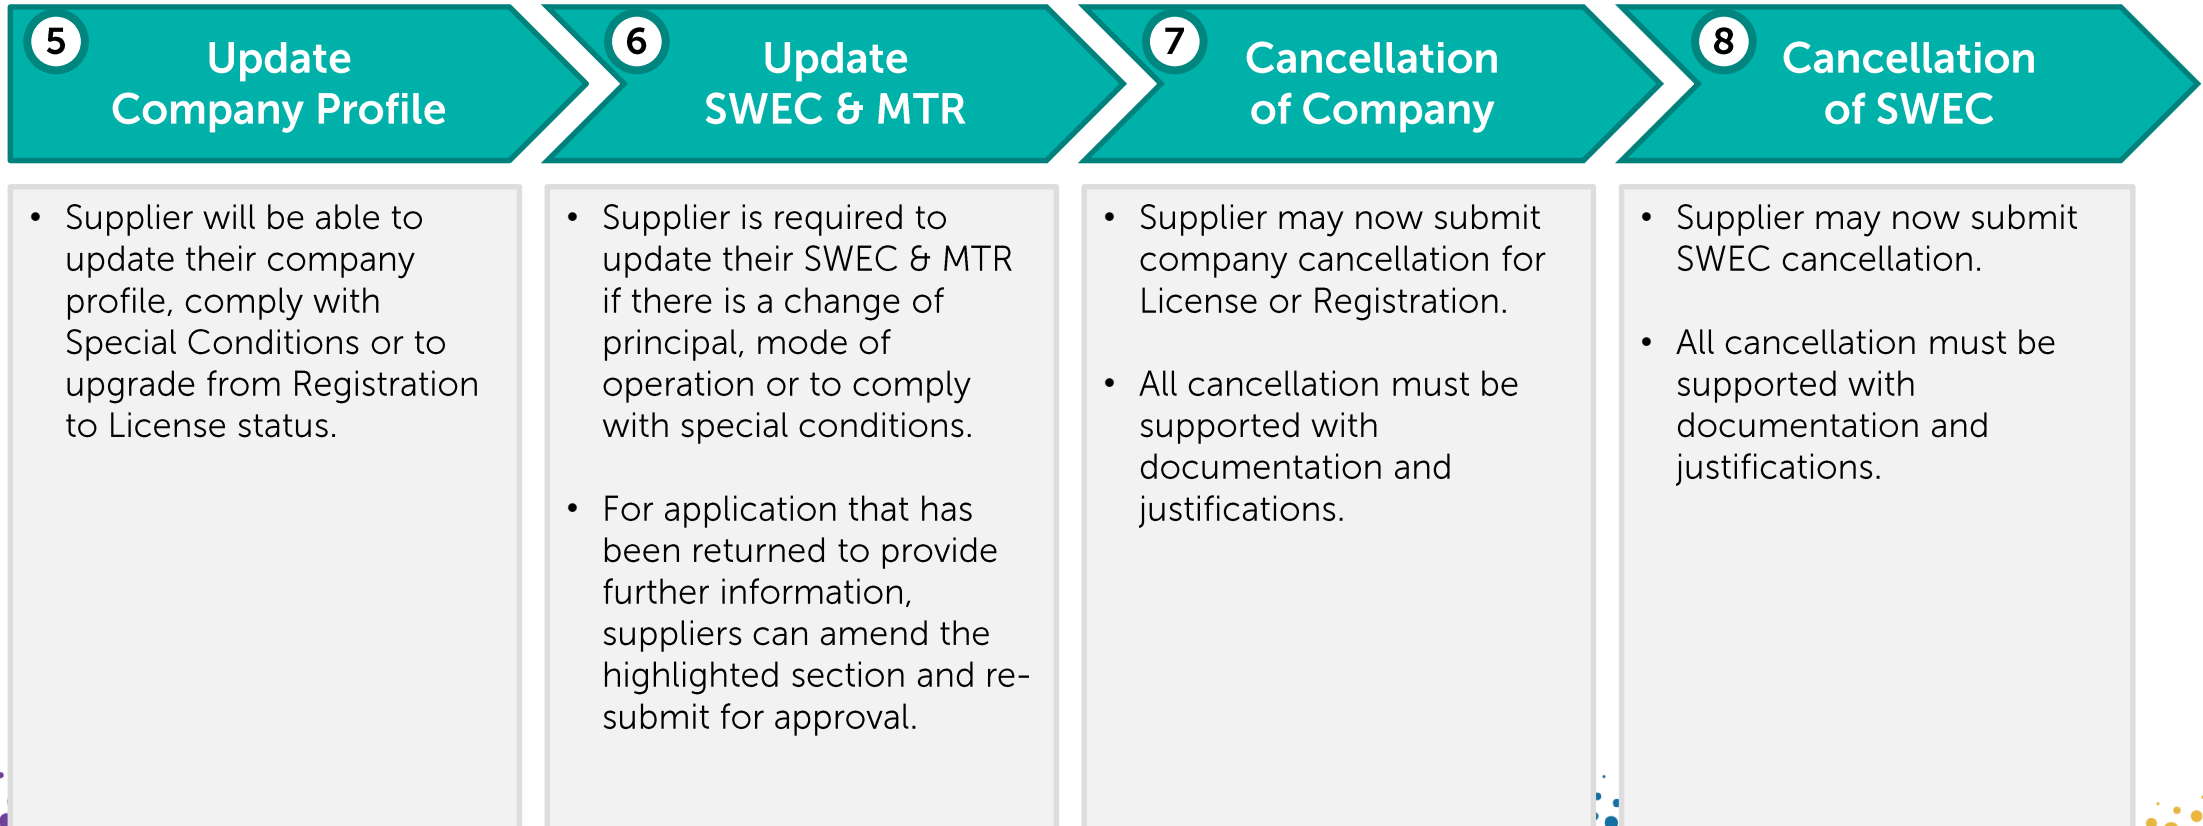 5
Update
Company Profile
• Supplier will be able to
update their company
profile, comply with
Special Conditions or to
upgrade from Registration
to License status.
6
Update
SWEC & MTR
• Supplier is required to
update their SWEC & MTR
if there is a change of
principal, mode of
operation or to comply
with special conditions.
• For application that has
been returned to provide
further information,
suppliers can amend the
highlighted section and re-
submit for approval.
7
Cancellation
of Company
• Supplier may now submit
company cancellation for
License or Registration.
• All cancellation must be
supported with
documentation and
justifications.
8
Cancellation
of SWEC
• Supplier may now submit
SWEC cancellation.
• All cancellation must be
supported with
documentation and
justifications.